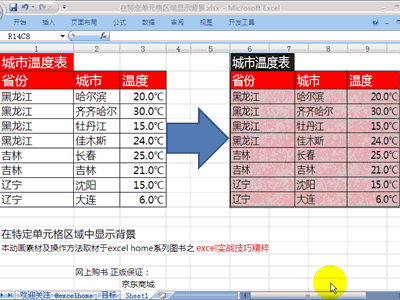 在特定单元格区域显示背景.xlsx - Microsoft Excel
开始 插入 页面布局 公式 数据 审阅 视图 开发工具
R14C8
1 2 3 4 5 6 7 8 9
城市温度表 城市温度表
省份 城市 温度 省份 城市 温度
黑龙江 哈尔滨 20.0℃ 黑龙江 哈尔滨 20.0℃
黑龙江 齐齐哈尔 30.0℃ 黑龙江 齐齐哈尔 30.0℃
黑龙江 牡丹江 15.0℃ 黑龙江 牡丹江 15.0℃
黑龙江 佳木斯 24.0℃ 黑龙江 佳木斯 24.0℃
吉林 长春 25.0℃ 吉林 长春 25.0℃
吉林 吉林 21.0℃ 吉林 吉林 21.0℃
辽宁 沈阳 15.0℃ 辽宁 沈阳 15.0℃
辽宁 大连 6.0℃ 辽宁 大连 6.0℃
在特定单元格区域中显示背景
本动画素材及操作方法取材于excel home系列图书之 excel实战技巧精粹
网上购书 正版保证：
京东商城
欢迎关注 @excelhome 目标 Sheet1